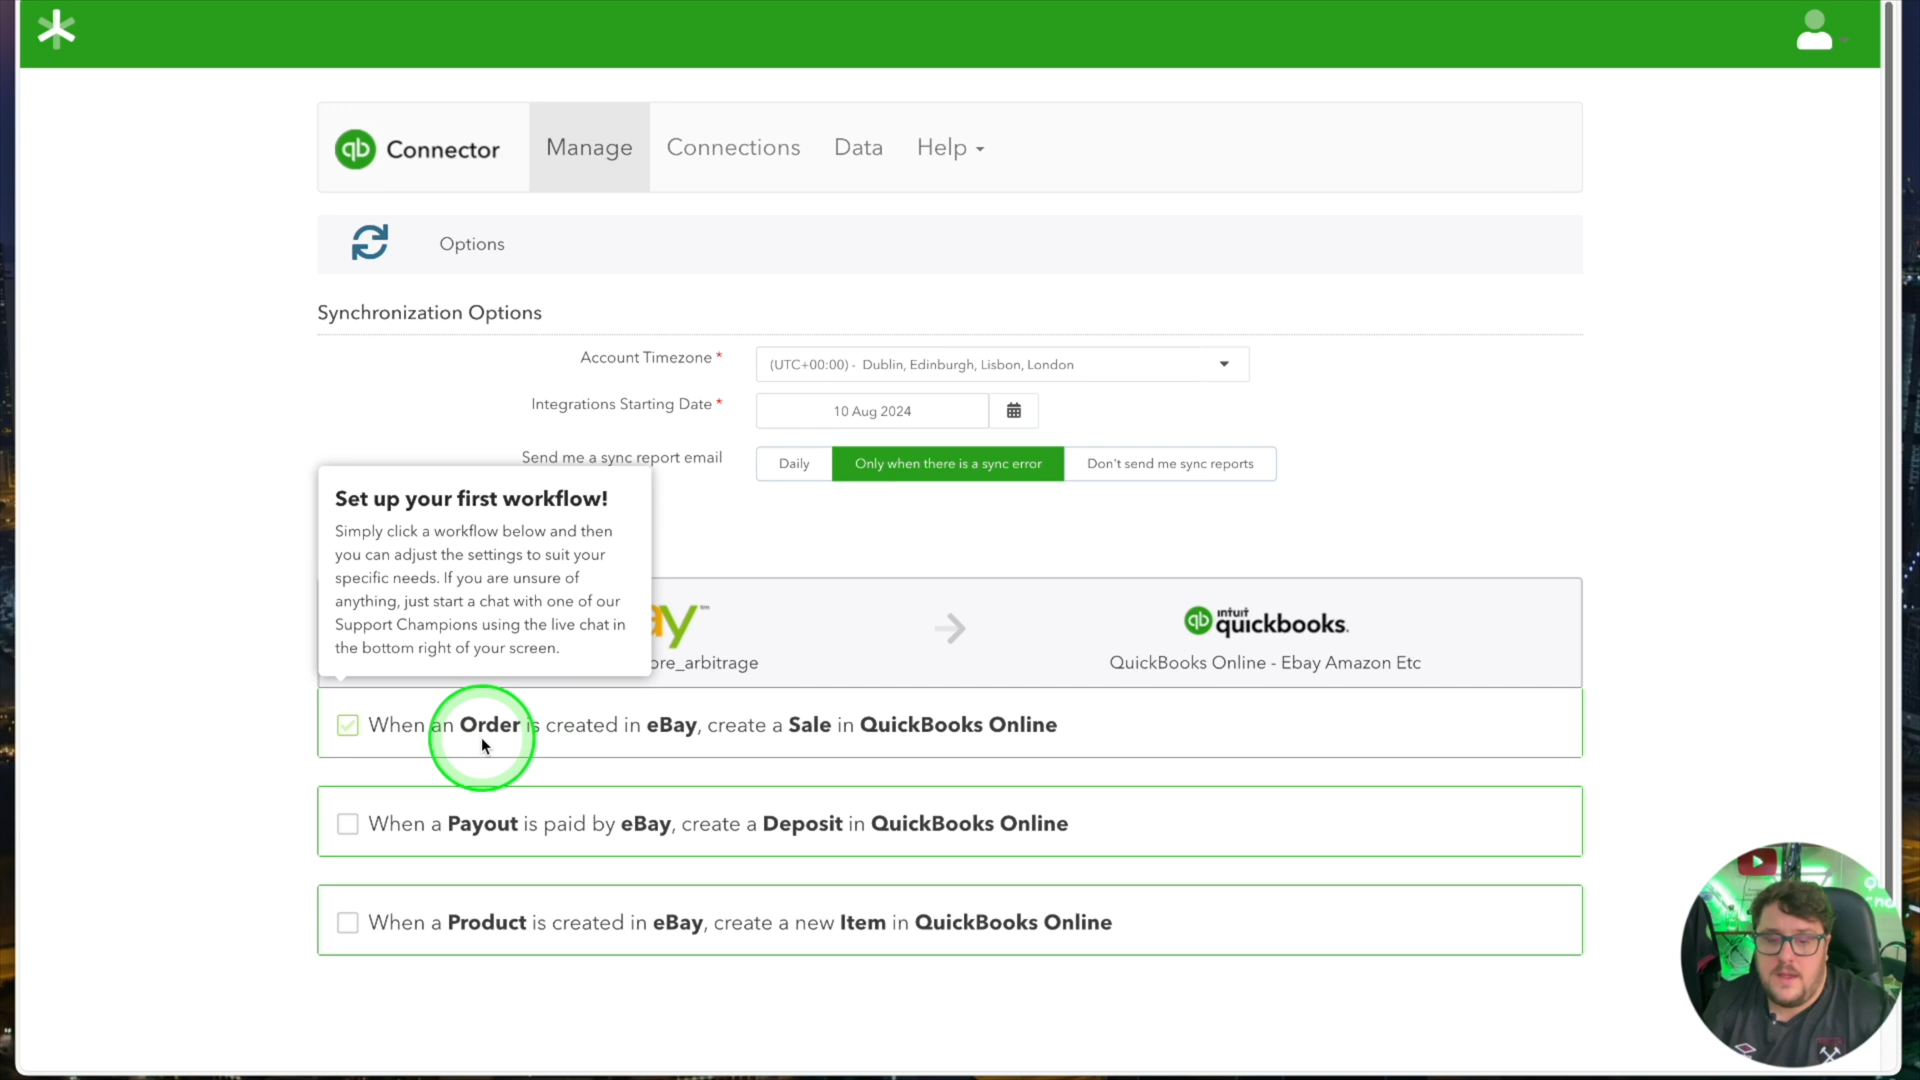 qb Connector
Manage
Connections
Data
Help
Options
Synchronization Options
Account Timezone *
(UTC+00:00) - Dublin, Edinburgh, Lisbon, London
Integrations Starting Date *
10 Aug 2024
Send me a sync report email
Daily
Only when there is a sync error
Don't send me sync reports
Set up your first workflow!
Simply click a workflow below and then
you can adjust the settings to suit your
specific needs. If you are unsure of
anything, just start a chat with one of our
Support Champions using the live chat in
the bottom right of your screen.
ay™
ore_arbitrage
qb intuit quickbooks.
QuickBooks Online - Ebay Amazon Etc
When an Order is created in eBay, create a Sale in QuickBooks Online
When a Payout is paid by eBay, create a Deposit in QuickBooks Online
When a Product is created in eBay, create a new Item in QuickBooks Online